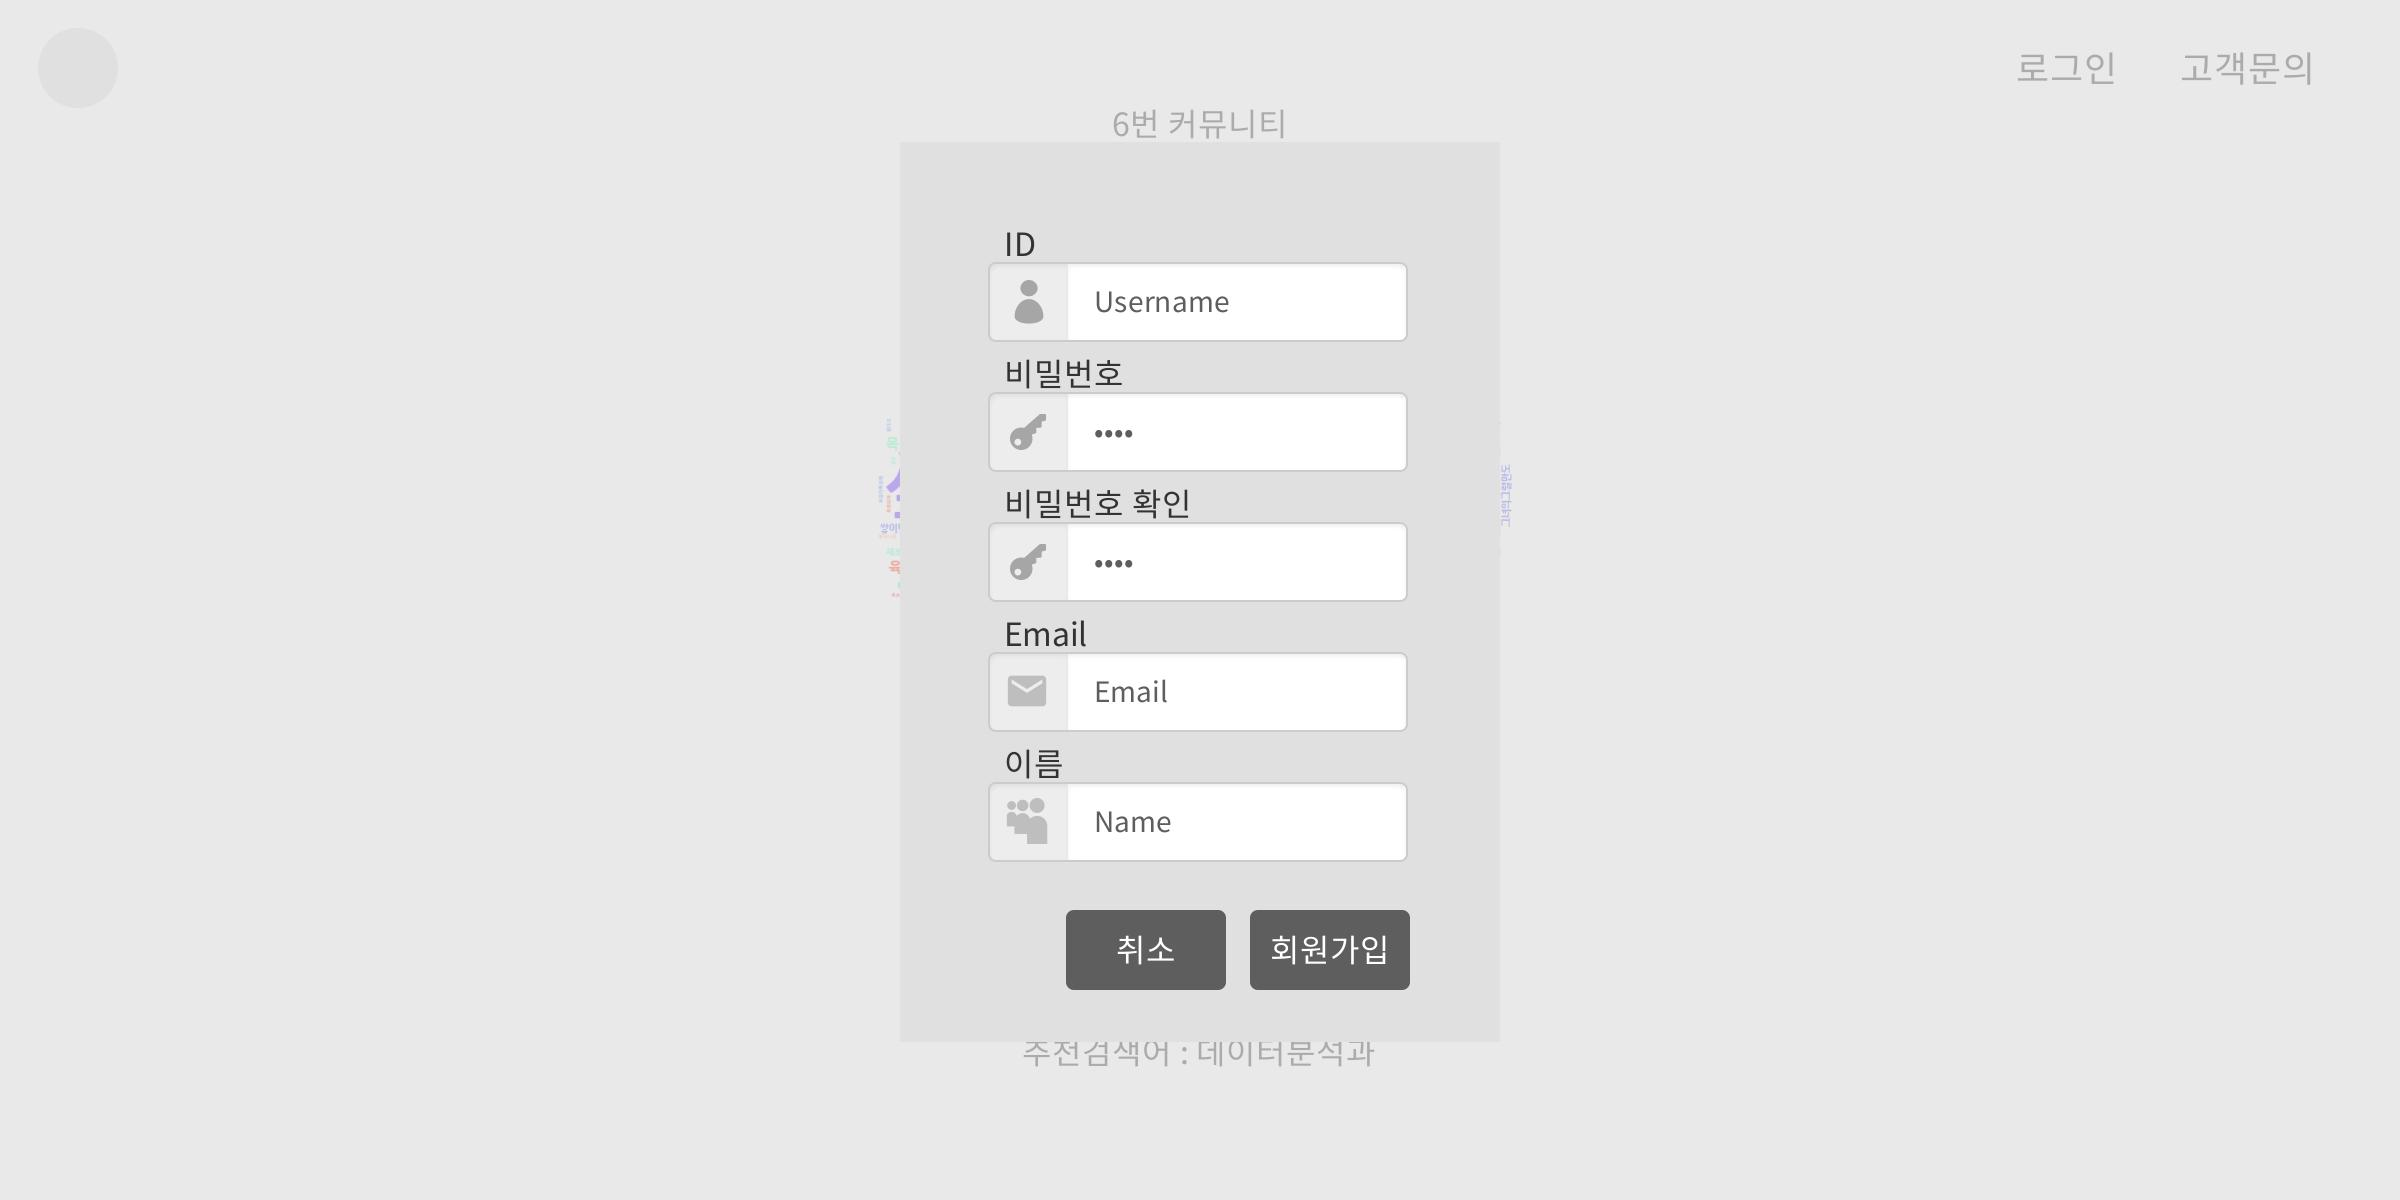 로그인 고객문의
6번 커뮤니티
ID
Username
비밀번호
••••
비밀번호 확인
••••
Email
Email
이름
Name
취소 회원가입
추천검색어 : 데이터분석과